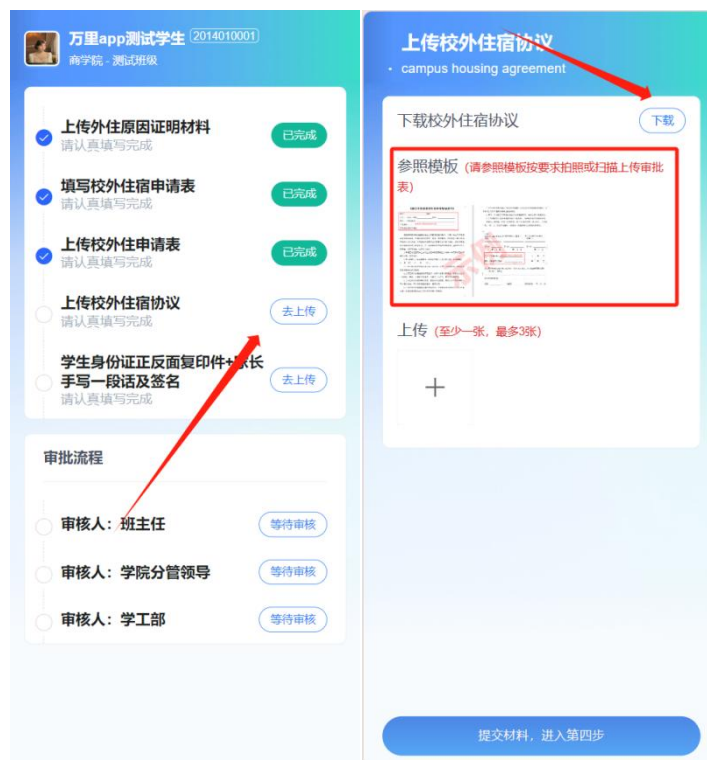 万里app测试学生 2014010001
商学院 - 测试班级
上传外住原因证明材料
请认真填写完成
已完成
填写校外住宿申请表
请认真填写完成
已完成
上传校外住申请表
请认真填写完成
已完成
上传校外住宿协议
请认真填写完成
去上传
学生身份证正反面复印件+家长
手写一段话及签名
请认真填写完成
去上传
审批流程
审核人：班主任
等待审核
审核人：学院分管领导
等待审核
审核人：学工部
等待审核
上传校外住宿协议
· campus housing agreement
下载校外住宿协议
下载
参照模板 (请参照模板按要求拍照或扫描上传审批
表)
示例
上传 (至少一张，最多3张)
提交材料，进入第四步